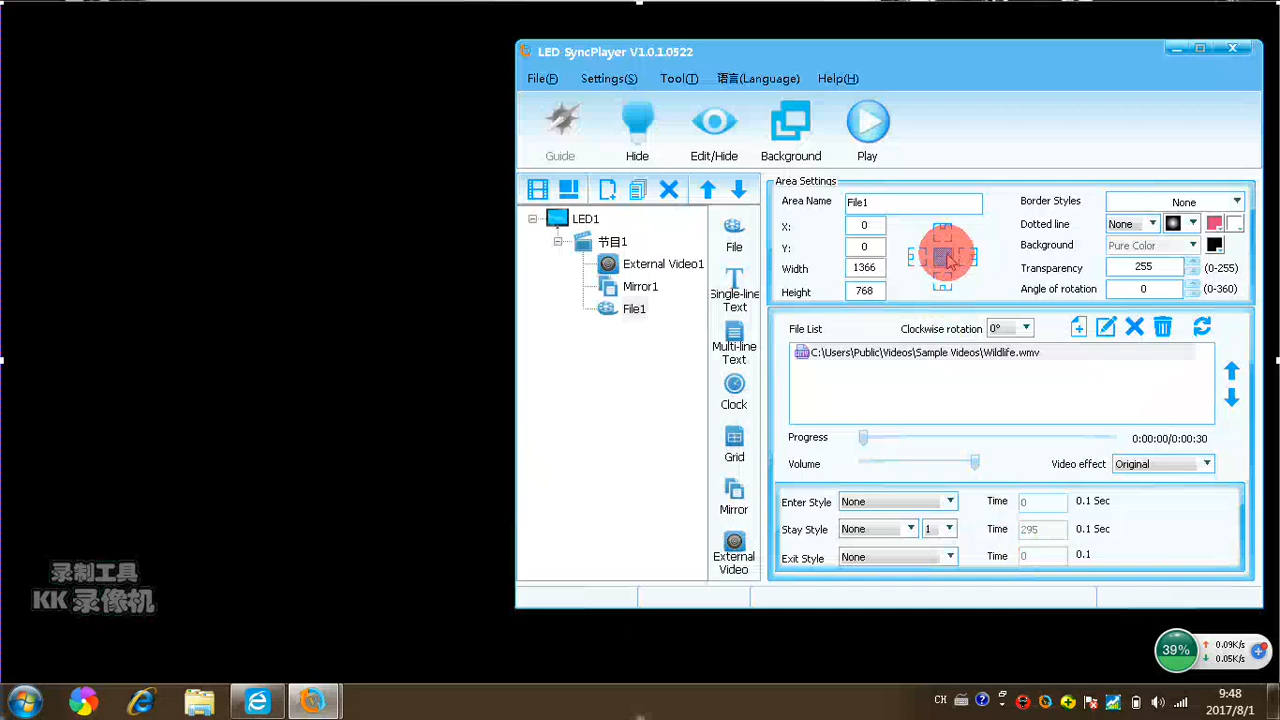 LED SyncPlayer V1.0.1.0522
File(F) Settings(S) Tool(T) 语言(Language) Help(H)
Guide Hide Edit/Hide Background Play
LED1
节目1
External Video1
Mirror1
File1
File
Single-line
Text
Multi-line
Text
Clock
Grid
Mirror
External
Video
Area Settings
Area Name File1
X: 0
Y: 0
Width 1366
Height 768
Border Styles None
Dotted line None
Background Pure Color
Transparency 255 (0-255)
Angle of rotation 0 (0-360)
File List Clockwise rotation 0°
C:\Users\Public\Videos\Sample Videos\Wildlife.wmv
Progress 0:00:00/0:00:30
Volume Video effect Original
Enter Style None Time 0 0.1 Sec
Stay Style None 1 Time 295 0.1 Sec
Exit Style None Time 0 0.1
录制工具
KK 录像机
39% 0.09K/s
0.05K/s
CH 9:48
2017/8/1